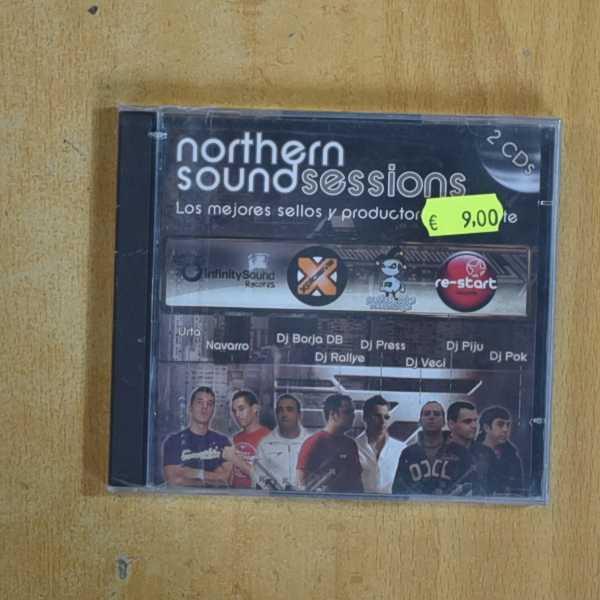 northern
2 CDs
soundsessions
Los mejores sellos y productor te
€ 9,00
infinitySound
Records
XPLOSIVA
re-start
Urta
Navarro
Dj Borja DB
Dj Rallye
Dj Press
Dj Veci
Dj Piju
Dj Pok